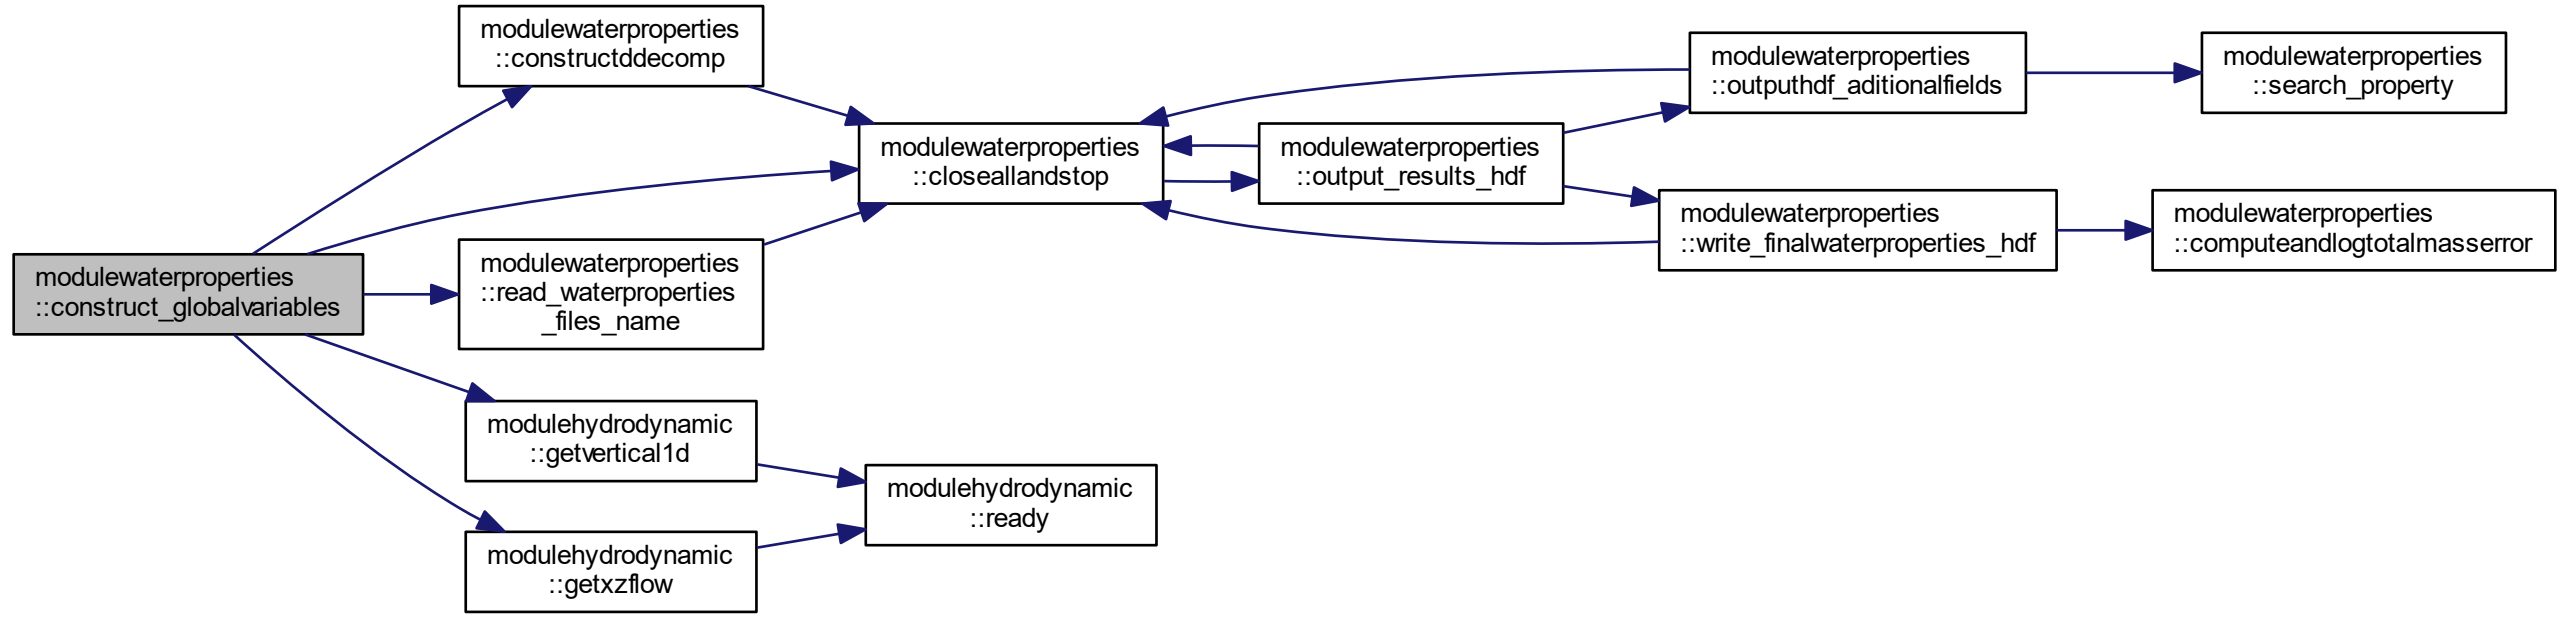 modulewaterproperties
::construct_globalvariables
modulewaterproperties
::constructddecomp
modulewaterproperties
::closeallandstop
modulewaterproperties
::output_results_hdf
modulewaterproperties
::outputhdf_aditionalfields
modulewaterproperties
::search_property
modulewaterproperties
::write_finalwaterproperties_hdf
modulewaterproperties
::computeandlogtotalmasserror
modulewaterproperties
::read_waterproperties
_files_name
modulehydrodynamic
::getvertical1d
modulehydrodynamic
::ready
modulehydrodynamic
::getxzflow